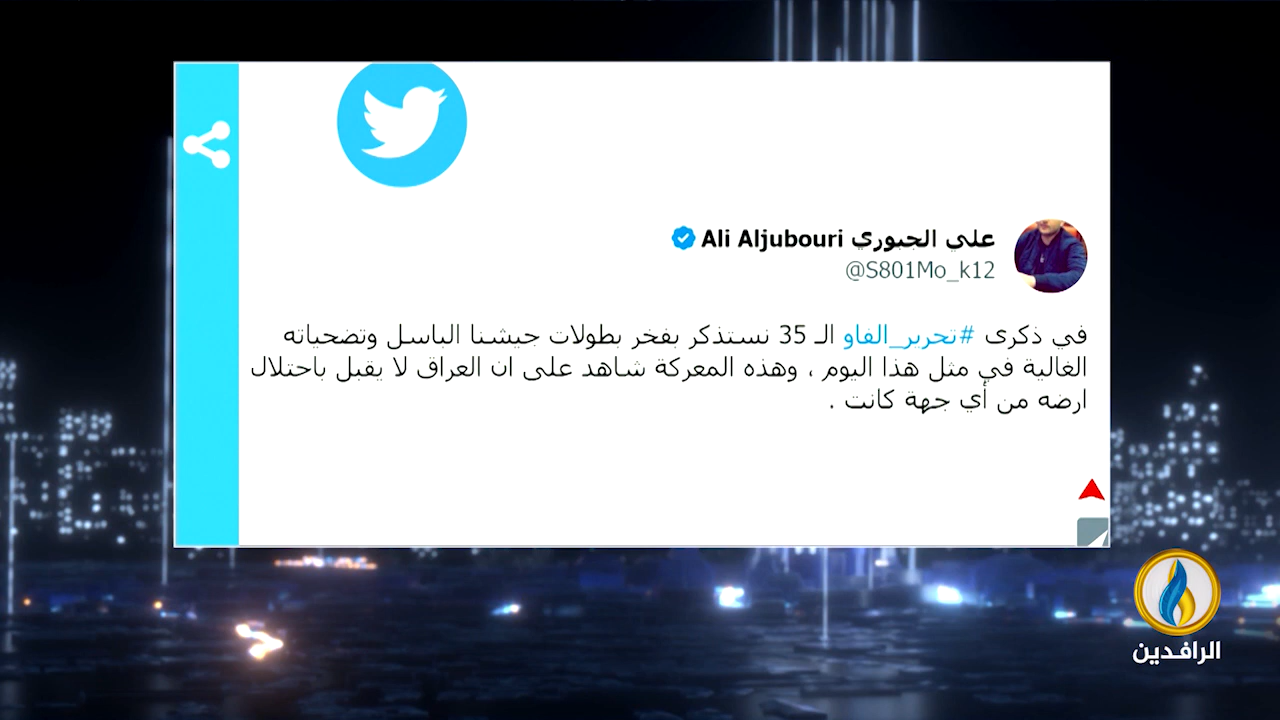 علي الجبوري Ali Aljubouri
@S801Mo_k12
في ذكرى #تحرير_الفاو الـ 35 نستذكر بفخر بطولات جيشنا الباسل وتضحياته
الغالية في مثل هذا اليوم ، وهذه المعركة شاهد على ان العراق لا يقبل باحتلال
ارضه من أي جهة كانت .
الرافدين